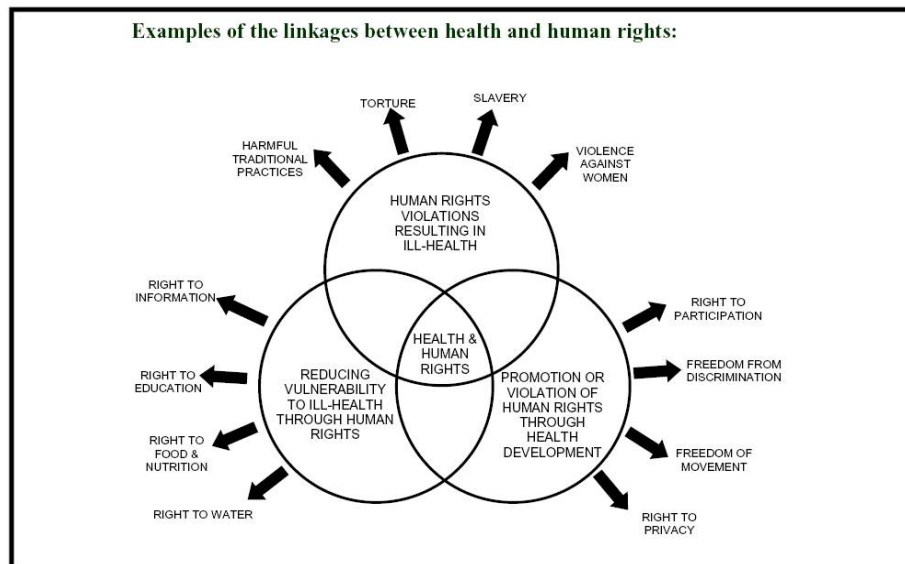 Examples of the linkages between health and human rights:
TORTURE
SLAVERY
HARMFUL
TRADITIONAL
PRACTICES
VIOLENCE
AGAINST
WOMEN
HUMAN RIGHTS
VIOLATIONS
RESULTING IN
ILL-HEALTH
RIGHT TO
INFORMATION
RIGHT TO
EDUCATION
RIGHT TO
FOOD &
NUTRITION
RIGHT TO WATER
REDUCING
VULNERABILITY
TO ILL-HEALTH
THROUGH HUMAN
RIGHTS
HEALTH &
HUMAN
RIGHTS
PROMOTION OR
VIOLATION OF
HUMAN RIGHTS
THROUGH
HEALTH
DEVELOPMENT
RIGHT TO
PARTICIPATION
FREEDOM FROM
DISCRIMINATION
FREEDOM OF
MOVEMENT
RIGHT TO
PRIVACY